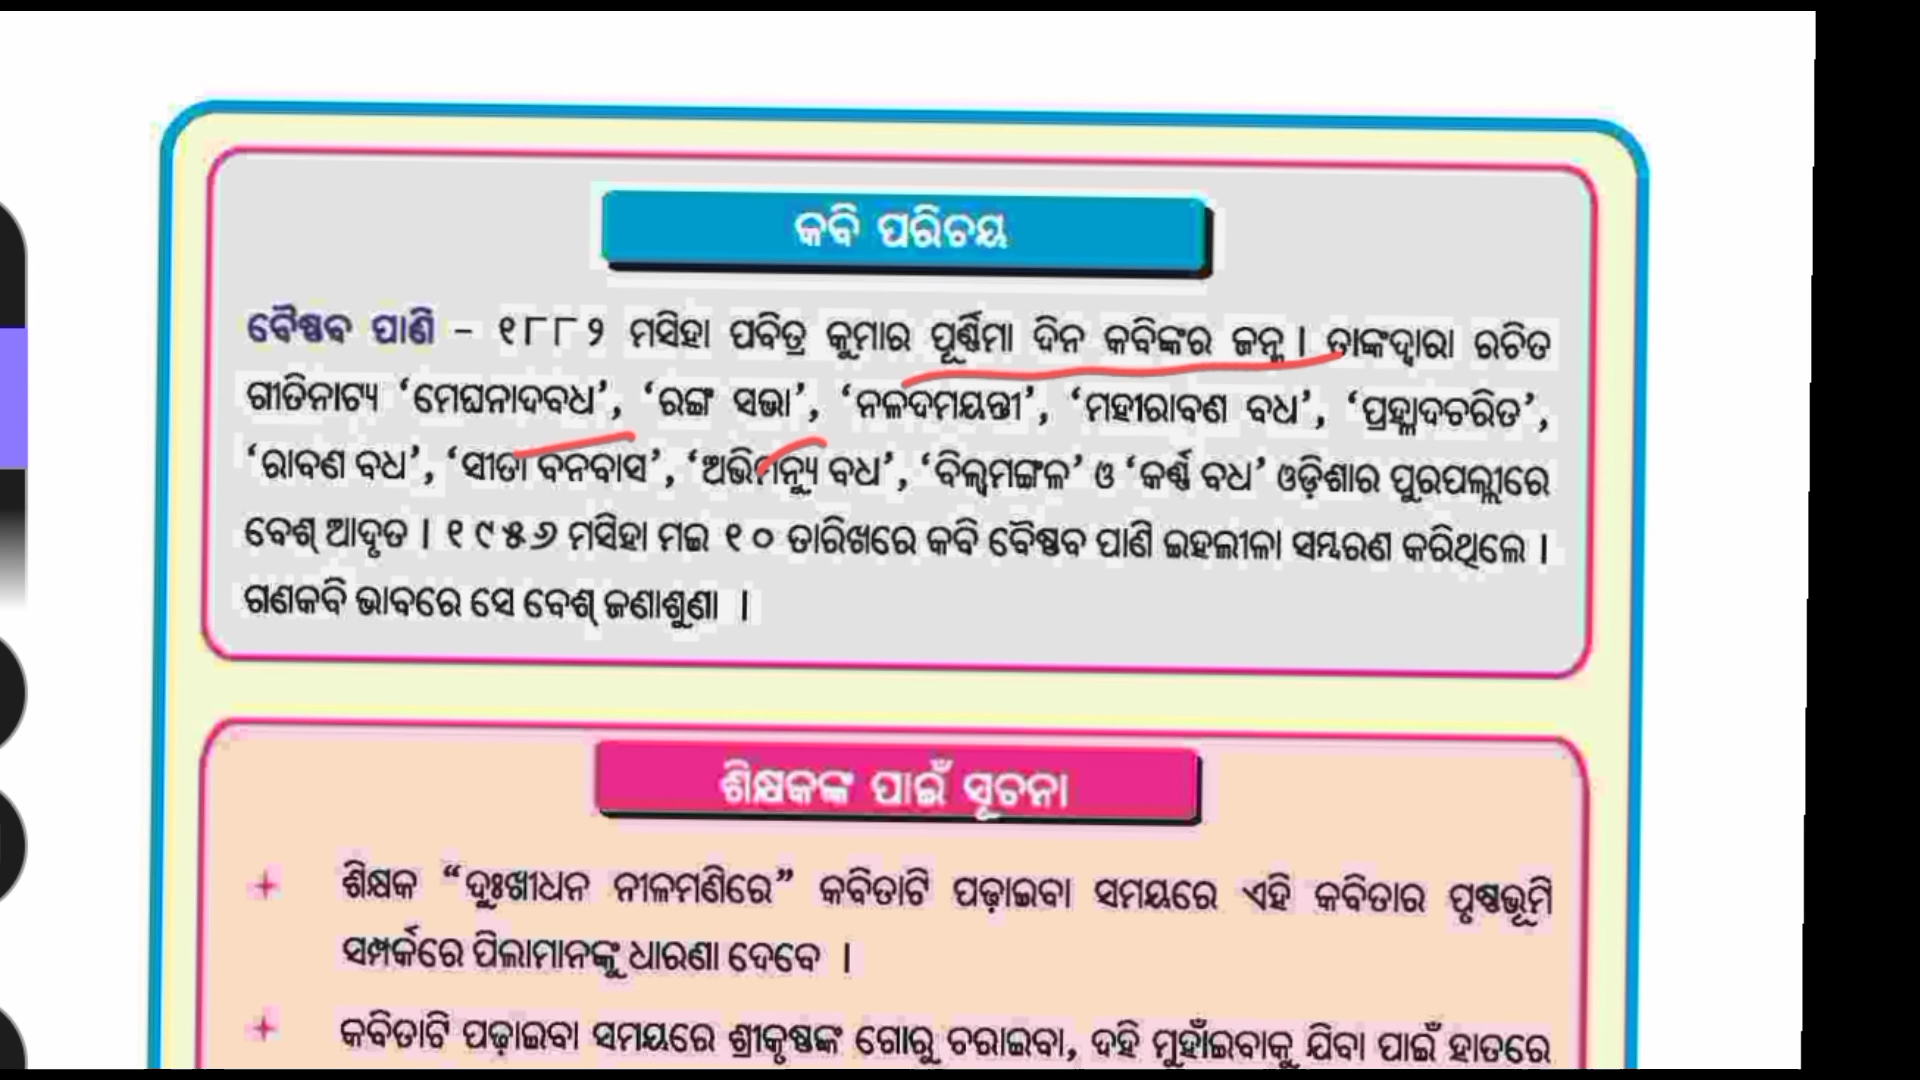 କବି ପରିଚୟ
ବୈଷ୍ଣବ ପାଣି – ୧୮୮୨ ମସିହା ପବିତ୍ର କୁମାର ପୂର୍ଣ୍ଣିମା ଦିନ କବିଙ୍କର ଜନ୍ମ । ତାଙ୍କଦ୍ୱାରା ରଚିତ
ଗୀତିନାଟ୍ୟ ‘ମେଘନାଦବଧ’, ‘ରଙ୍ଗ ସଭା’, ‘ନଳଦମୟନ୍ତୀ’, ‘ମହୀରାବଣ ବଧ’, ‘ପ୍ରହ୍ଲାଦଚରିତ’,
‘ରାବଣ ବଧ’, ‘ସୀତା ବନବାସ’, ‘ଅଭିମନ୍ୟୁ ବଧ’, ‘ବିଲ୍ୱମଙ୍ଗଳ’ ଓ ‘କର୍ଣ୍ଣ ବଧ’ ଓଡ଼ିଶାର ପୁରପଲ୍ଲୀରେ
ବେଶ୍ ଆଦୃତ । ୧୯୫୬ ମସିହା ମଇ ୧୦ ତାରିଖରେ କବି ବୈଷ୍ଣବ ପାଣି ଇହଲୀଳା ସମ୍ଭରଣ କରିଥିଲେ ।
ଗଣକବି ଭାବରେ ସେ ବେଶ୍ ଜଣାଶୁଣା ।
ଶିକ୍ଷକଙ୍କ ପାଇଁ ସୂଚନା
+ ଶିକ୍ଷକ “ଦୁଃଖୀଧନ ନୀଳମଣିରେ” କବିତାଟି ପଢ଼ାଇବା ସମୟରେ ଏହି କବିତାର ପୃଷ୍ଠଭୂମି
ସମ୍ପର୍କରେ ପିଲାମାନଙ୍କୁ ଧାରଣା ଦେବେ ।
+ କବିତାଟି ପଢ଼ାଇବା ସମୟରେ ଶ୍ରୀକୃଷ୍ଣଙ୍କ ଗୋରୁ ଚରାଇବା, ଦହି ମୁହାଁଇବାକୁ ଯିବା ପାଇଁ ହାତରେ